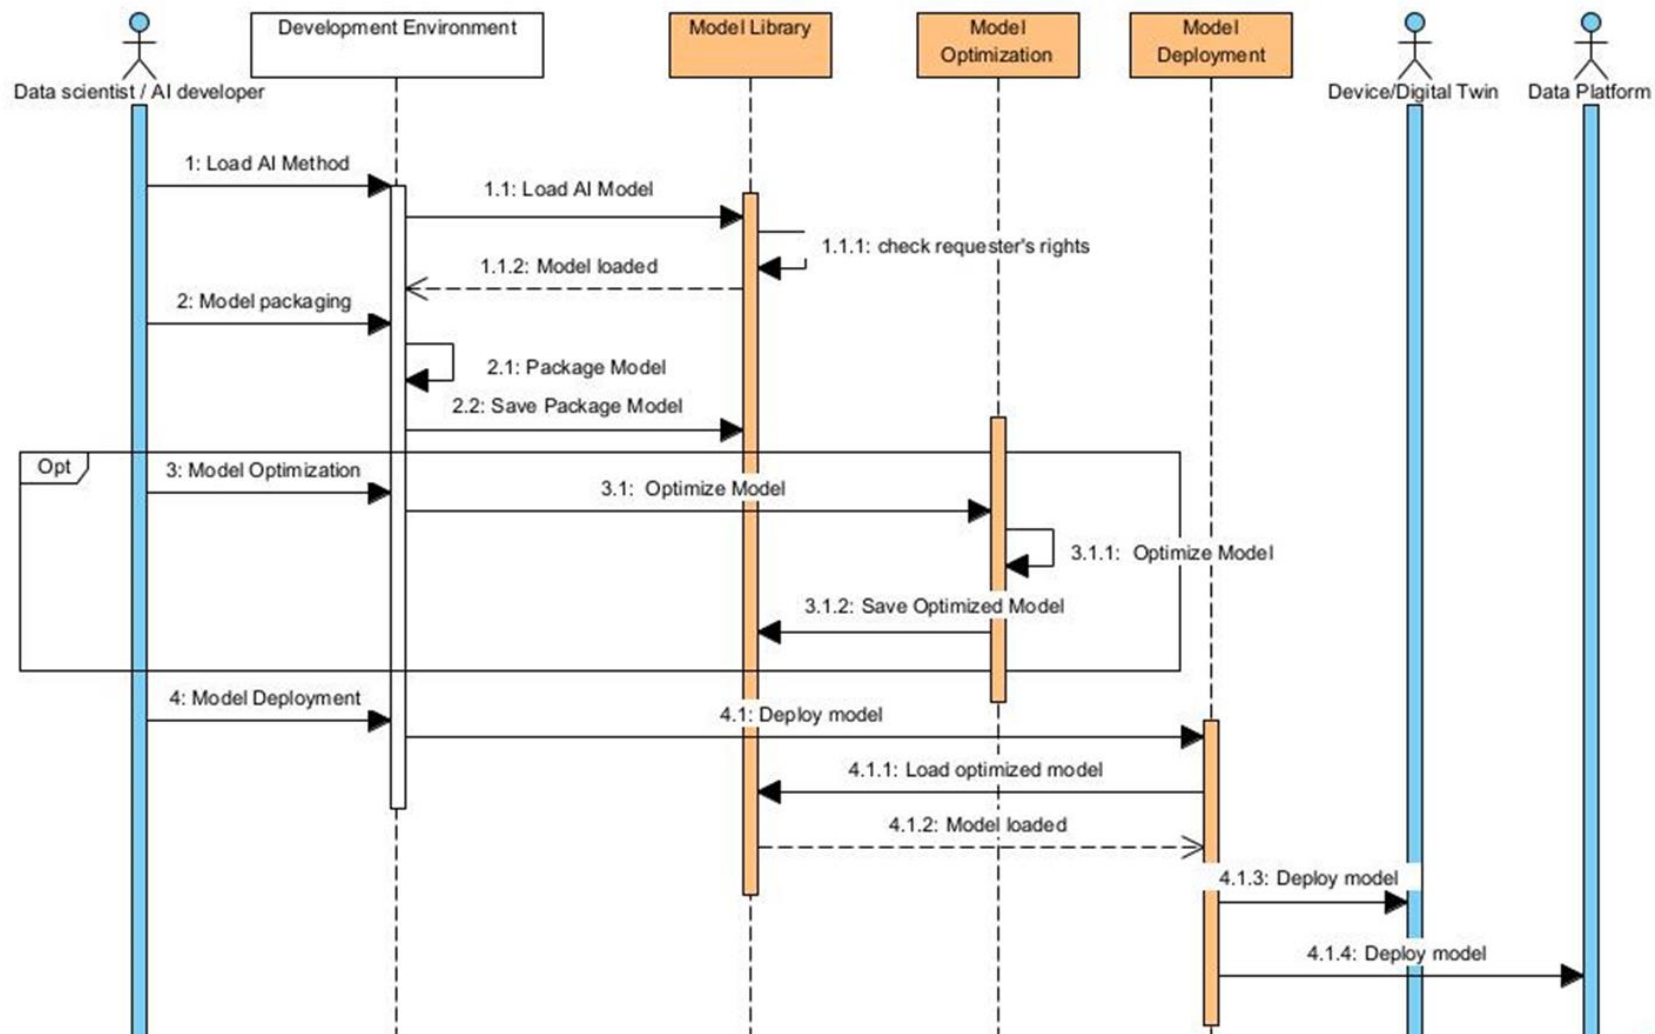 Development Environment
Model Library
Model
Optimization
Model
Deployment
Data scientist / AI developer
Device/Digital Twin
Data Platform
1: Load AI Method
1.1: Load AI Model
1.1.1: check requester's rights
1.1.2: Model loaded
2: Model packaging
2.1: Package Model
2.2: Save Package Model
Opt
3: Model Optimization
3.1: Optimize Model
3.1.1: Optimize Model
3.1.2: Save Optimized Model
4: Model Deployment
4.1: Deploy model
4.1.1: Load optimized model
4.1.2: Model loaded
4.1.3: Deploy model
4.1.4: Deploy model